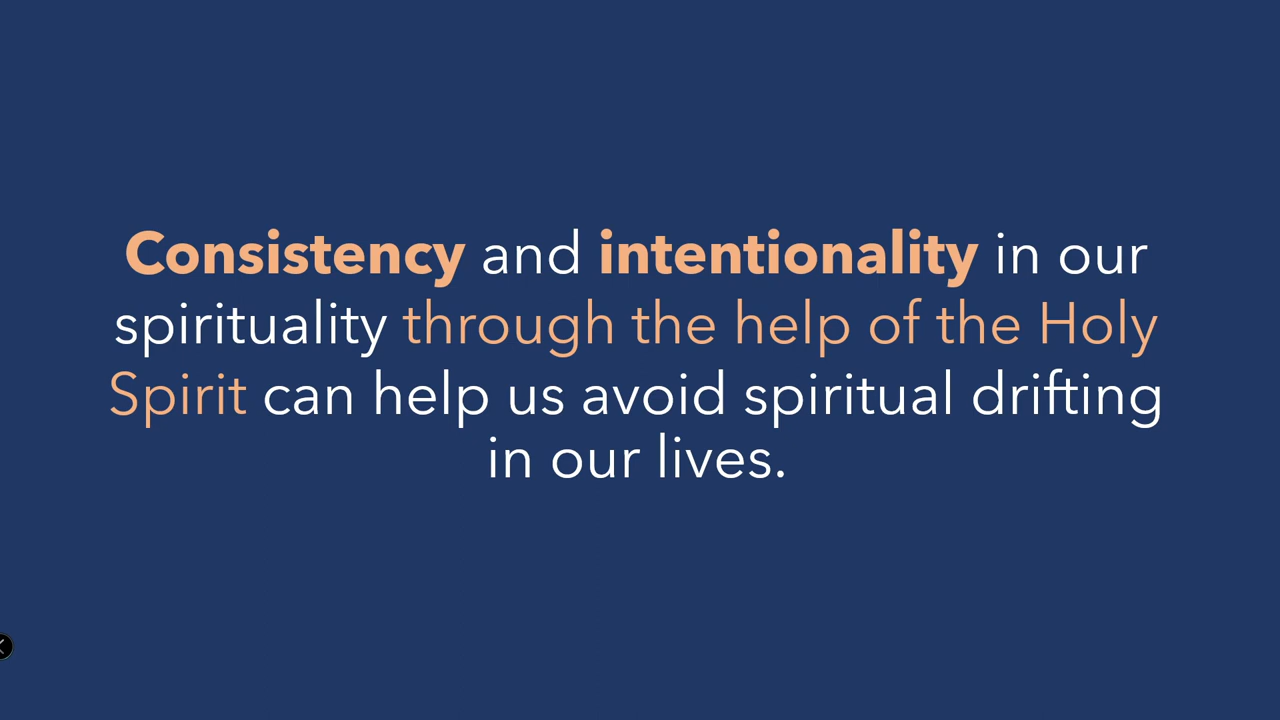 Consistency and intentionality in our
spirituality through the help of the Holy
Spirit can help us avoid spiritual drifting
in our lives.